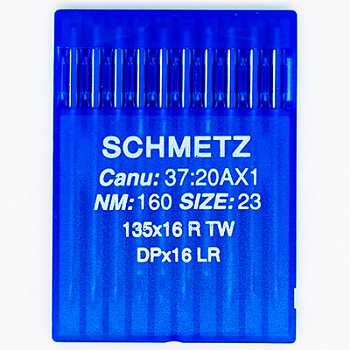 SCHMETZ
Canu: 37:20AX1
NM: 160 SIZE: 23
135x16 R TW
DPx16 LR